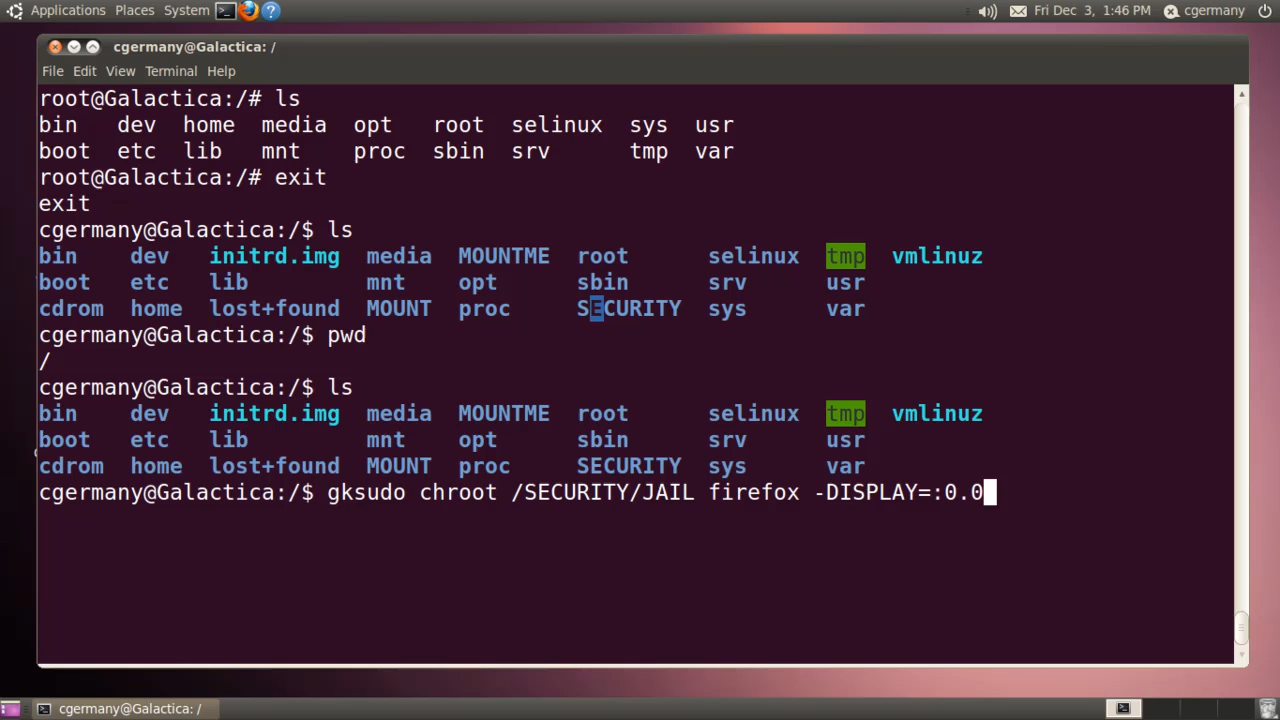 Applications Places System Fri Dec 3, 1:46 PM cgermany
cgermany@Galactica: /
File Edit View Terminal Help
root@Galactica:/# ls
bin dev home media opt root selinux sys usr
boot etc lib mnt proc sbin srv tmp var
root@Galactica:/# exit
exit
cgermany@Galactica:/$ ls
bin dev initrd.img media MOUNTME root selinux tmp vmlinuz
boot etc lib mnt opt sbin srv usr
cdrom home lost+found MOUNT proc SECURITY sys var
cgermany@Galactica:/$ pwd
/
cgermany@Galactica:/$ ls
bin dev initrd.img media MOUNTME root selinux tmp vmlinuz
boot etc lib mnt opt sbin srv usr
cdrom home lost+found MOUNT proc SECURITY sys var
cgermany@Galactica:/$ gksudo chroot /SECURITY/JAIL firefox -DISPLAY=:0.0
cgermany@Galactica: /